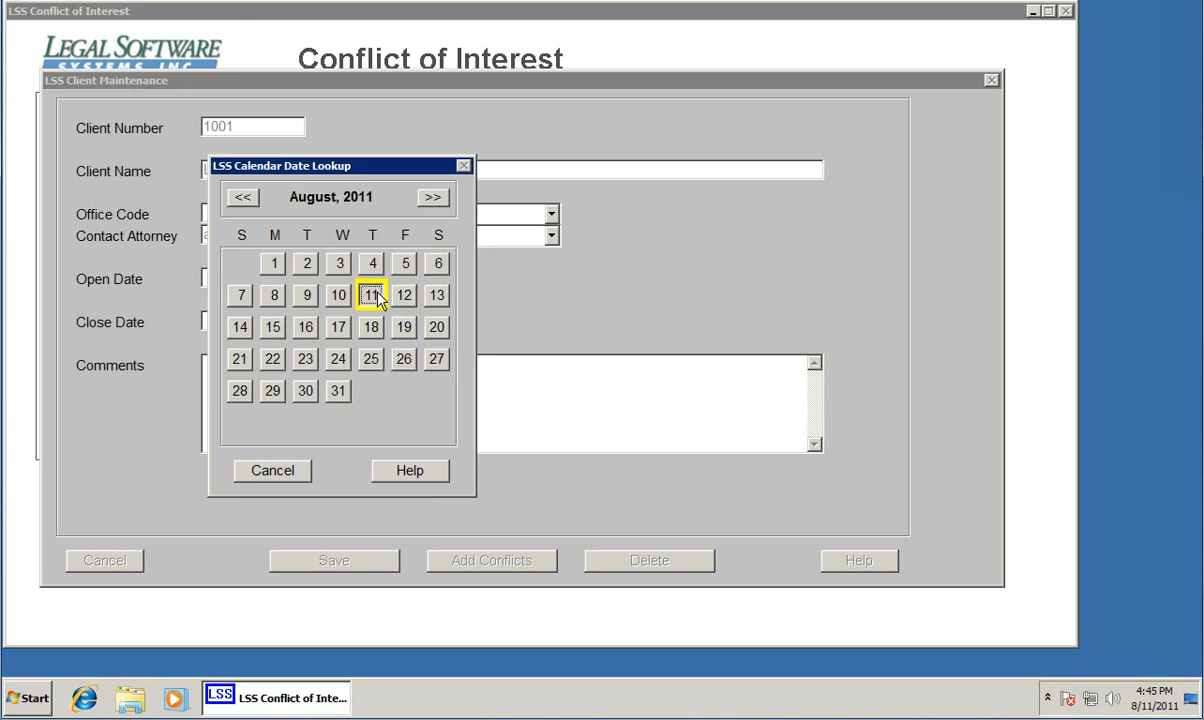 LSS Conflict of Interest
LEGAL SOFTWARE
SYSTEMS, INC
Conflict of Interest
LSS Client Maintenance
Client Number 1001
Client Name
LSS Calendar Date Lookup
<< August, 2011 >>
Office Code
Contact Attorney
S M T W T F S
Open Date
1 2 3 4 5 6
7 8 9 10 11 12 13
Close Date
14 15 16 17 18 19 20
Comments
21 22 23 24 25 26 27
28 29 30 31
Cancel Help
Cancel Save Add Conflicts Delete Help
Start LSS LSS Conflict of Inte... 4:45 PM
8/11/2011